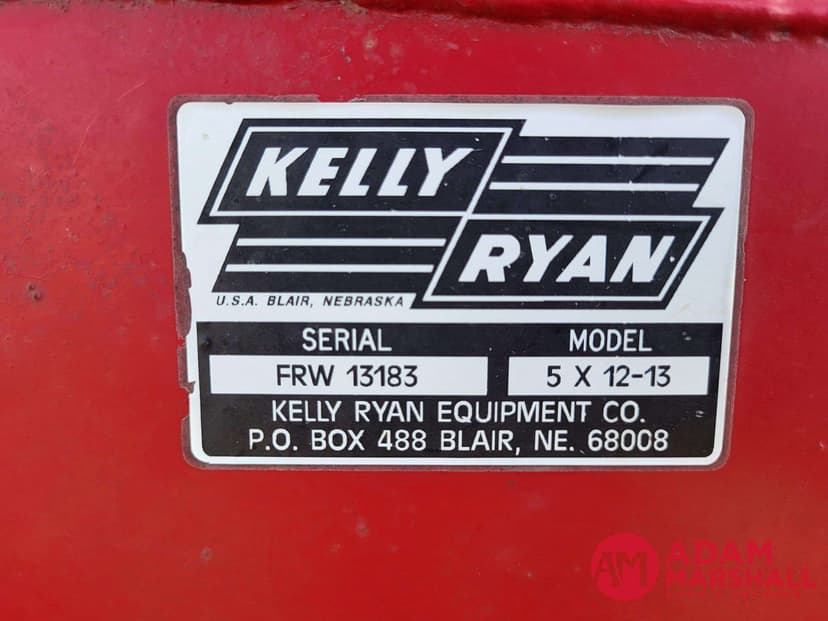 KELLY
RYAN
U.S.A. BLAIR, NEBRASKA
SERIAL MODEL
FRW 13183 5 X 12-13
KELLY RYAN EQUIPMENT CO.
P.O. BOX 488 BLAIR, NE. 68008
AM ADAM
MARSHALL